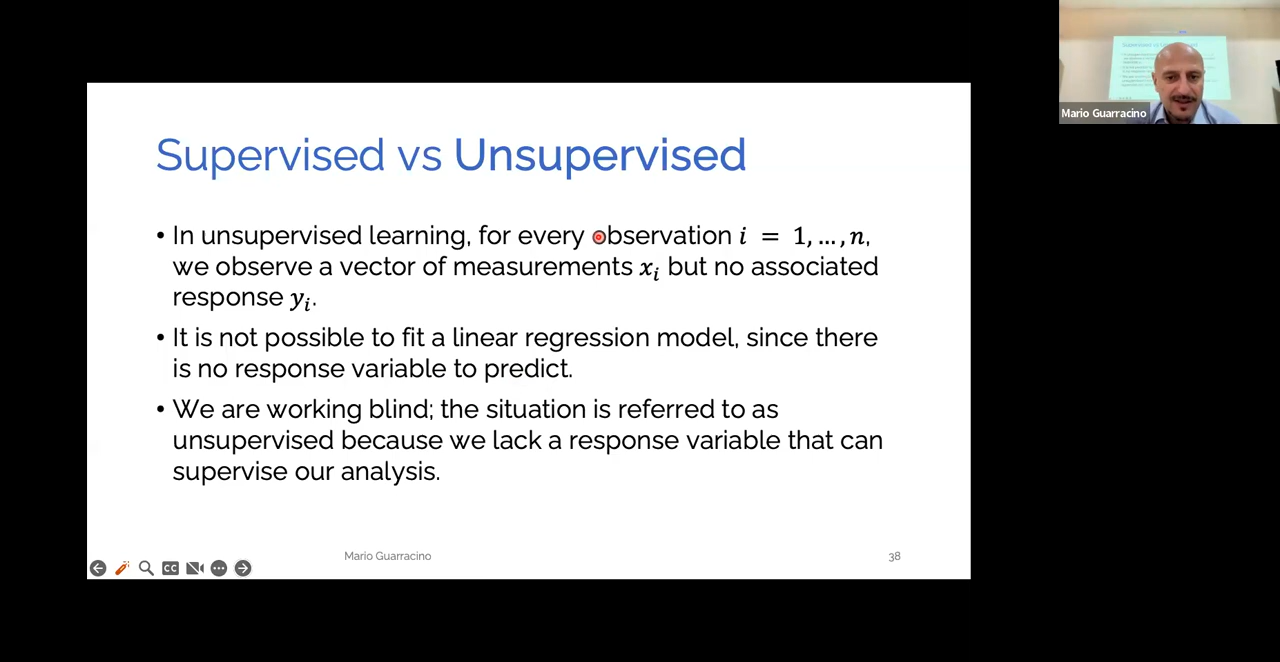 Supervised vs Unsupervised
• In unsupervised learning, for every observation i = 1, ..., n,
we observe a vector of measurements xᵢ but no associated
response yᵢ.
• It is not possible to fit a linear regression model, since there
is no response variable to predict.
• We are working blind; the situation is referred to as
unsupervised because we lack a response variable that can
supervise our analysis.
Mario Guarracino
38
CC
Mario Guarracino